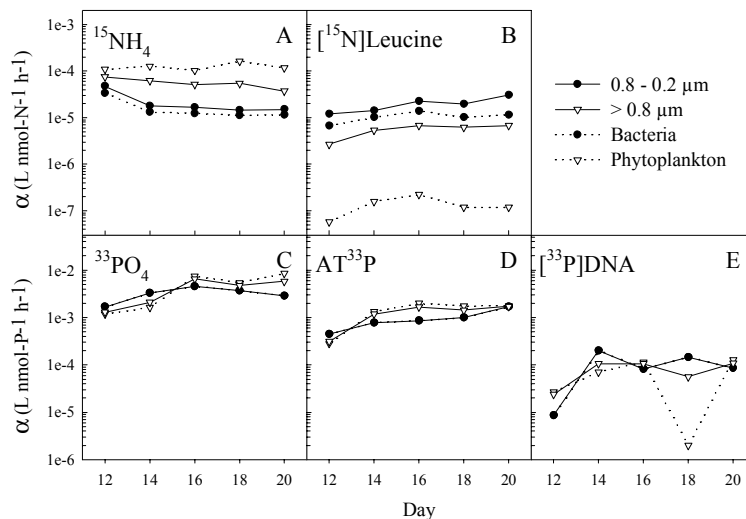 1e-3
1e-4
1e-5
1e-6
1e-7
α (L nmol-N⁻¹ h⁻¹)
¹⁵NH₄
A
[¹⁵N]Leucine
B
0.8 - 0.2 µm
> 0.8 µm
Bacteria
Phytoplankton
1e-2
1e-3
1e-4
1e-5
1e-6
α (L nmol-P⁻¹ h⁻¹)
³³PO₄
C
AT³³P
D
[³³P]DNA
E
12 14 16 18 20
12 14 16 18 20
12 14 16 18 20
Day